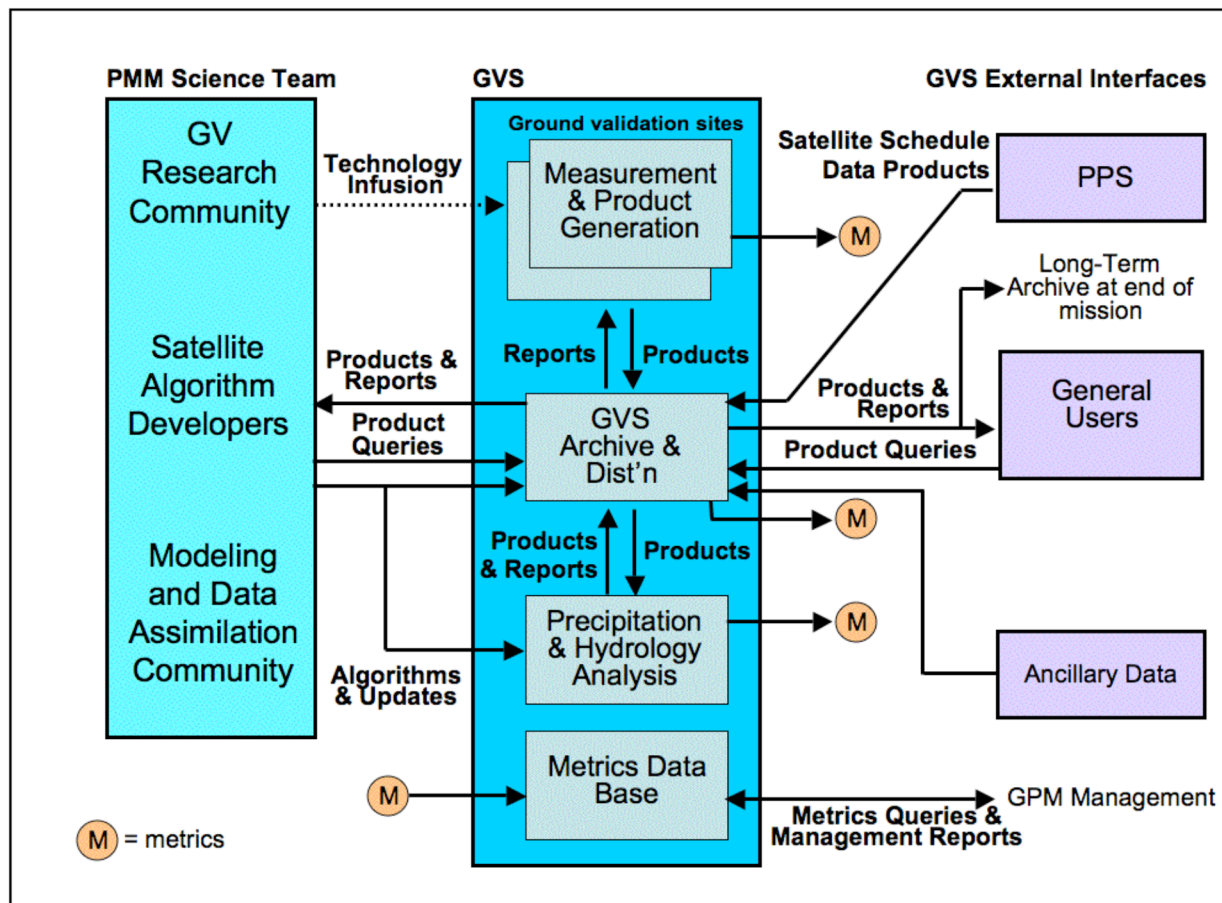 PMM Science Team
GVS
GVS External Interfaces
GV
Research
Community
Satellite
Algorithm
Developers
Modeling
and Data
Assimilation
Community
Technology
Infusion
Products &
Reports
Product
Queries
Algorithms
& Updates
Ground validation sites
Measurement
& Product
Generation
M
Reports
Products
GVS
Archive &
Dist'n
M
Products
& Reports
Products
Precipitation
& Hydrology
Analysis
M
M
Metrics Data
Base
Satellite Schedule
Data Products
PPS
Long-Term
Archive at end of
mission
Products &
Reports
General
Users
Product Queries
Ancillary Data
GPM Management
Metrics Queries &
Management Reports
M = metrics